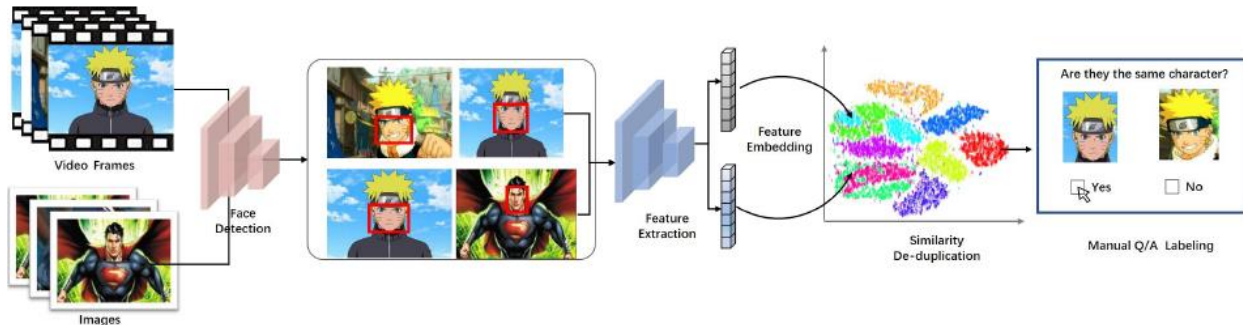 Video Frames
Images
Face
Detection
Feature
Extraction
Feature
Embedding
Similarity
De-duplication
Are they the same character?
Yes
No
Manual Q/A Labeling